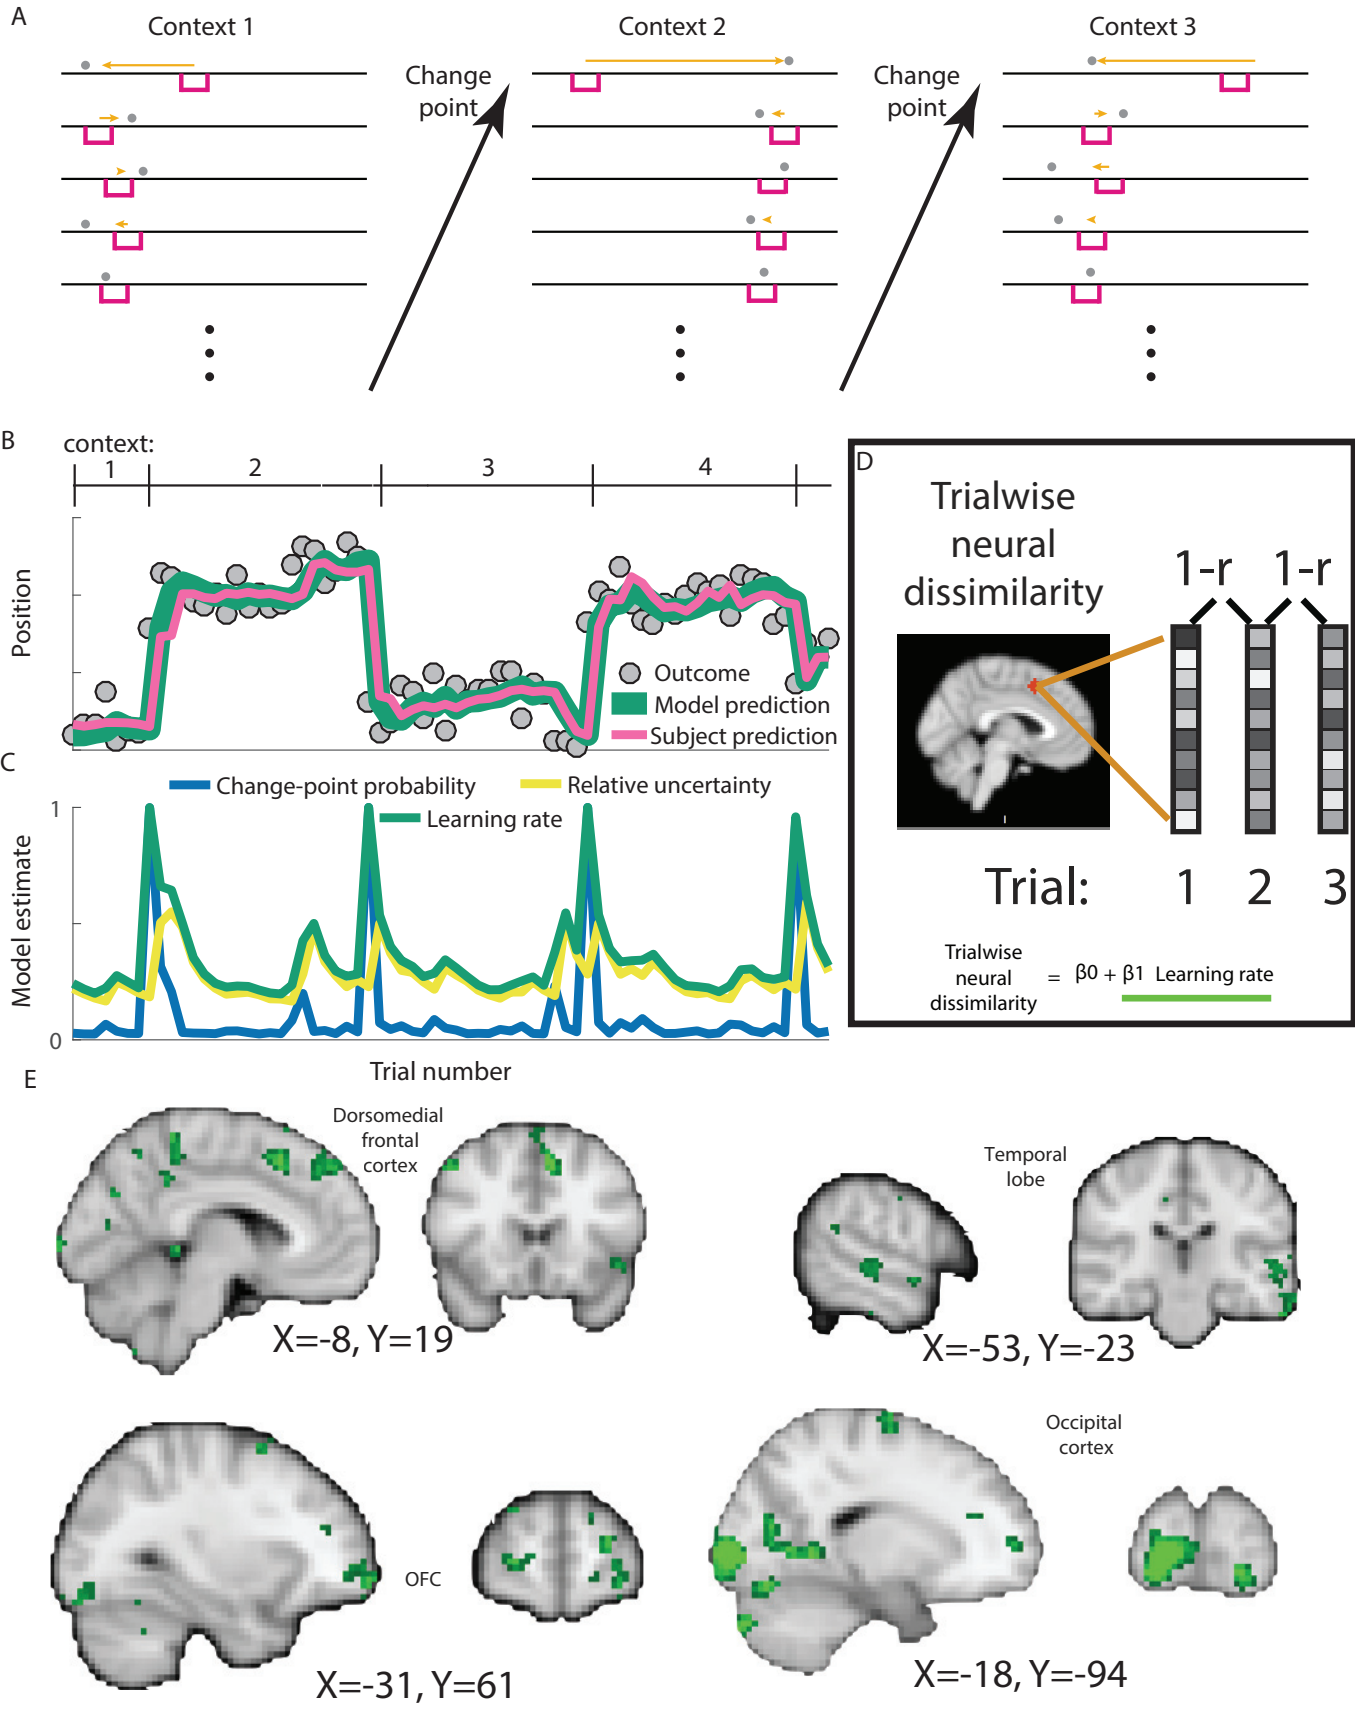 A
Context 1
Context 2
Context 3
Change
point
Change
point
B
context:
1
2
3
4
Position
Outcome
Model prediction
Subject prediction
C
Change-point probability
Relative uncertainty
Learning rate
1
0
Model estimate
Trial number
D
Trialwise
neural
dissimilarity
1-r
1-r
Trial:
1
2
3
Trialwise
neural
dissimilarity
= β0 + β1 Learning rate
E
Dorsomedial
frontal
cortex
X=-8, Y=19
Temporal
lobe
X=-53, Y=-23
OFC
X=-31, Y=61
Occipital
cortex
X=-18, Y=-94